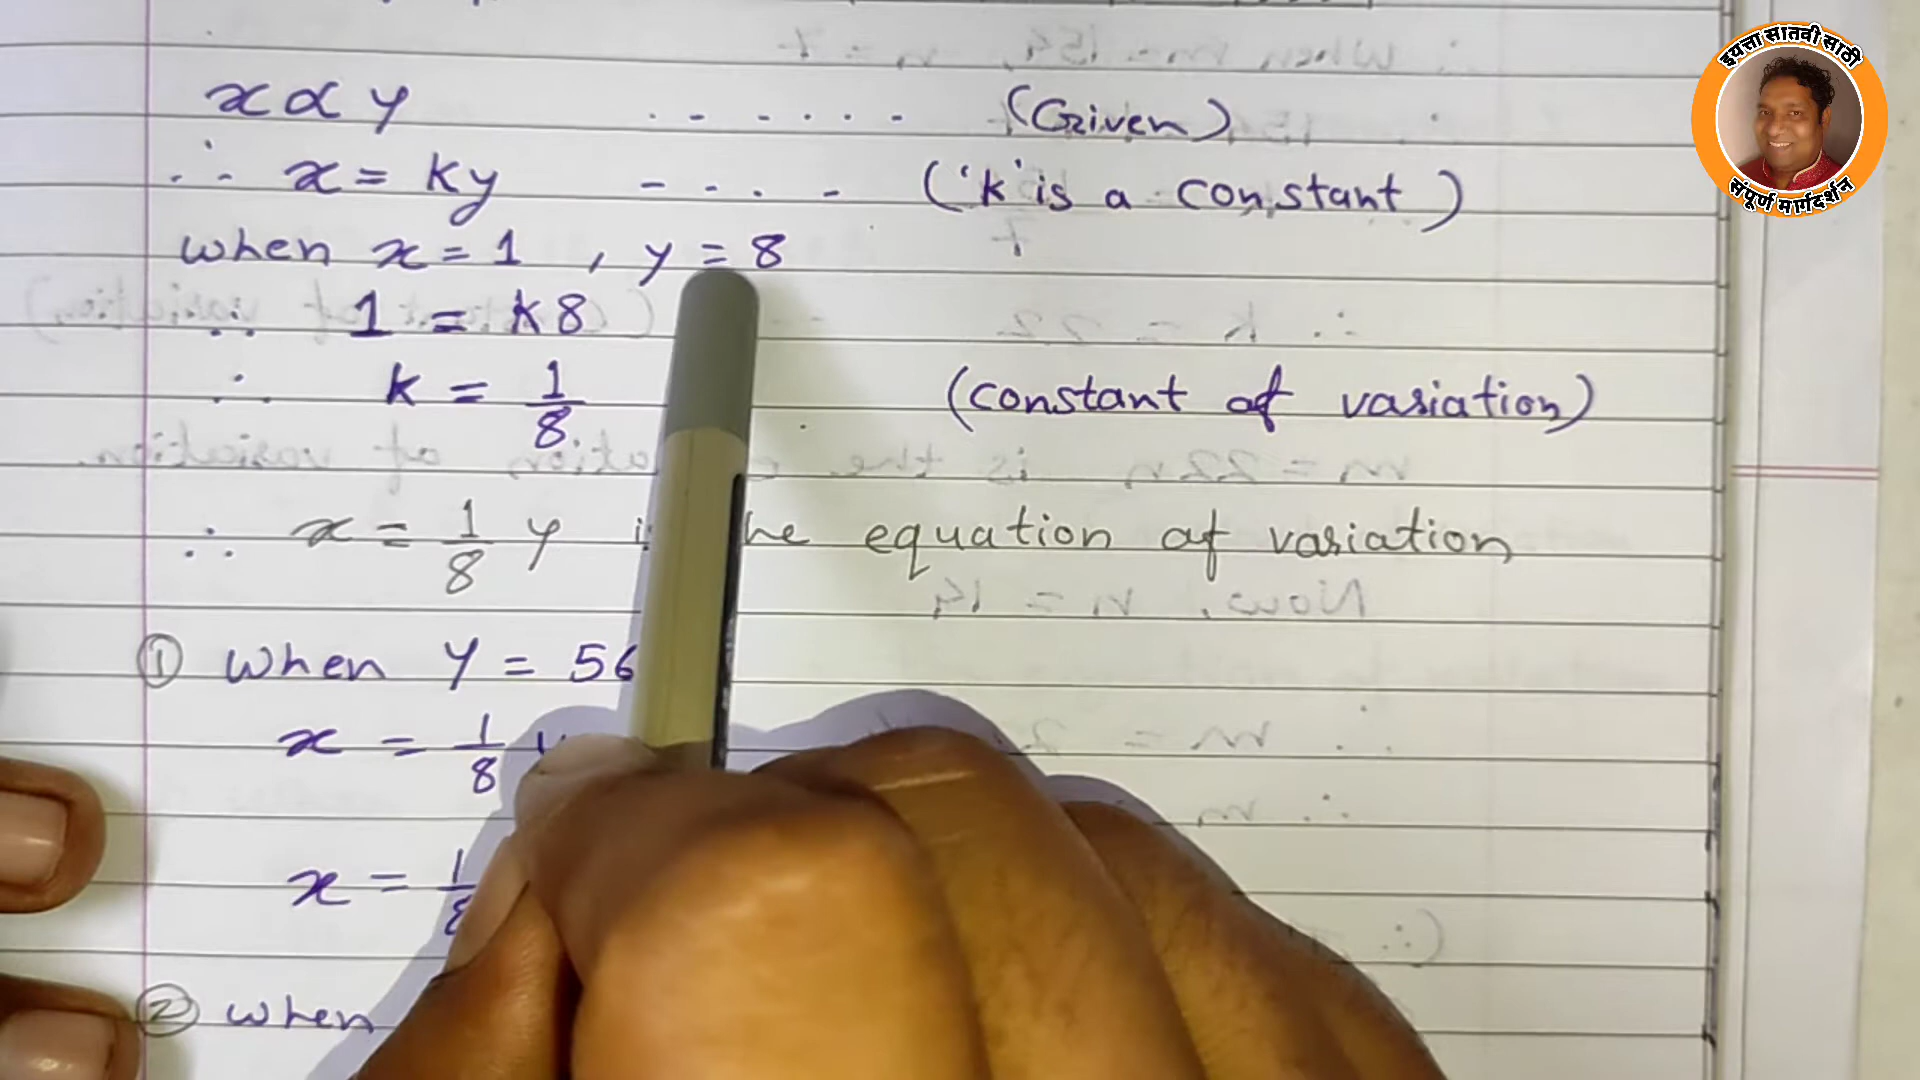 x ∝ y ...... (Given)
∴ x = ky ----- ('k' is a constant)
when x = 1, y = 8
∴ 1 = k8
∴ k = 1/8 (constant of variation)
∴ x = 1/8 y he equation of variation
① when y = 56
x = 1/8
x = 1/8
② when
इयत्ता सातवी साठी
संपूर्ण मार्गदर्शन